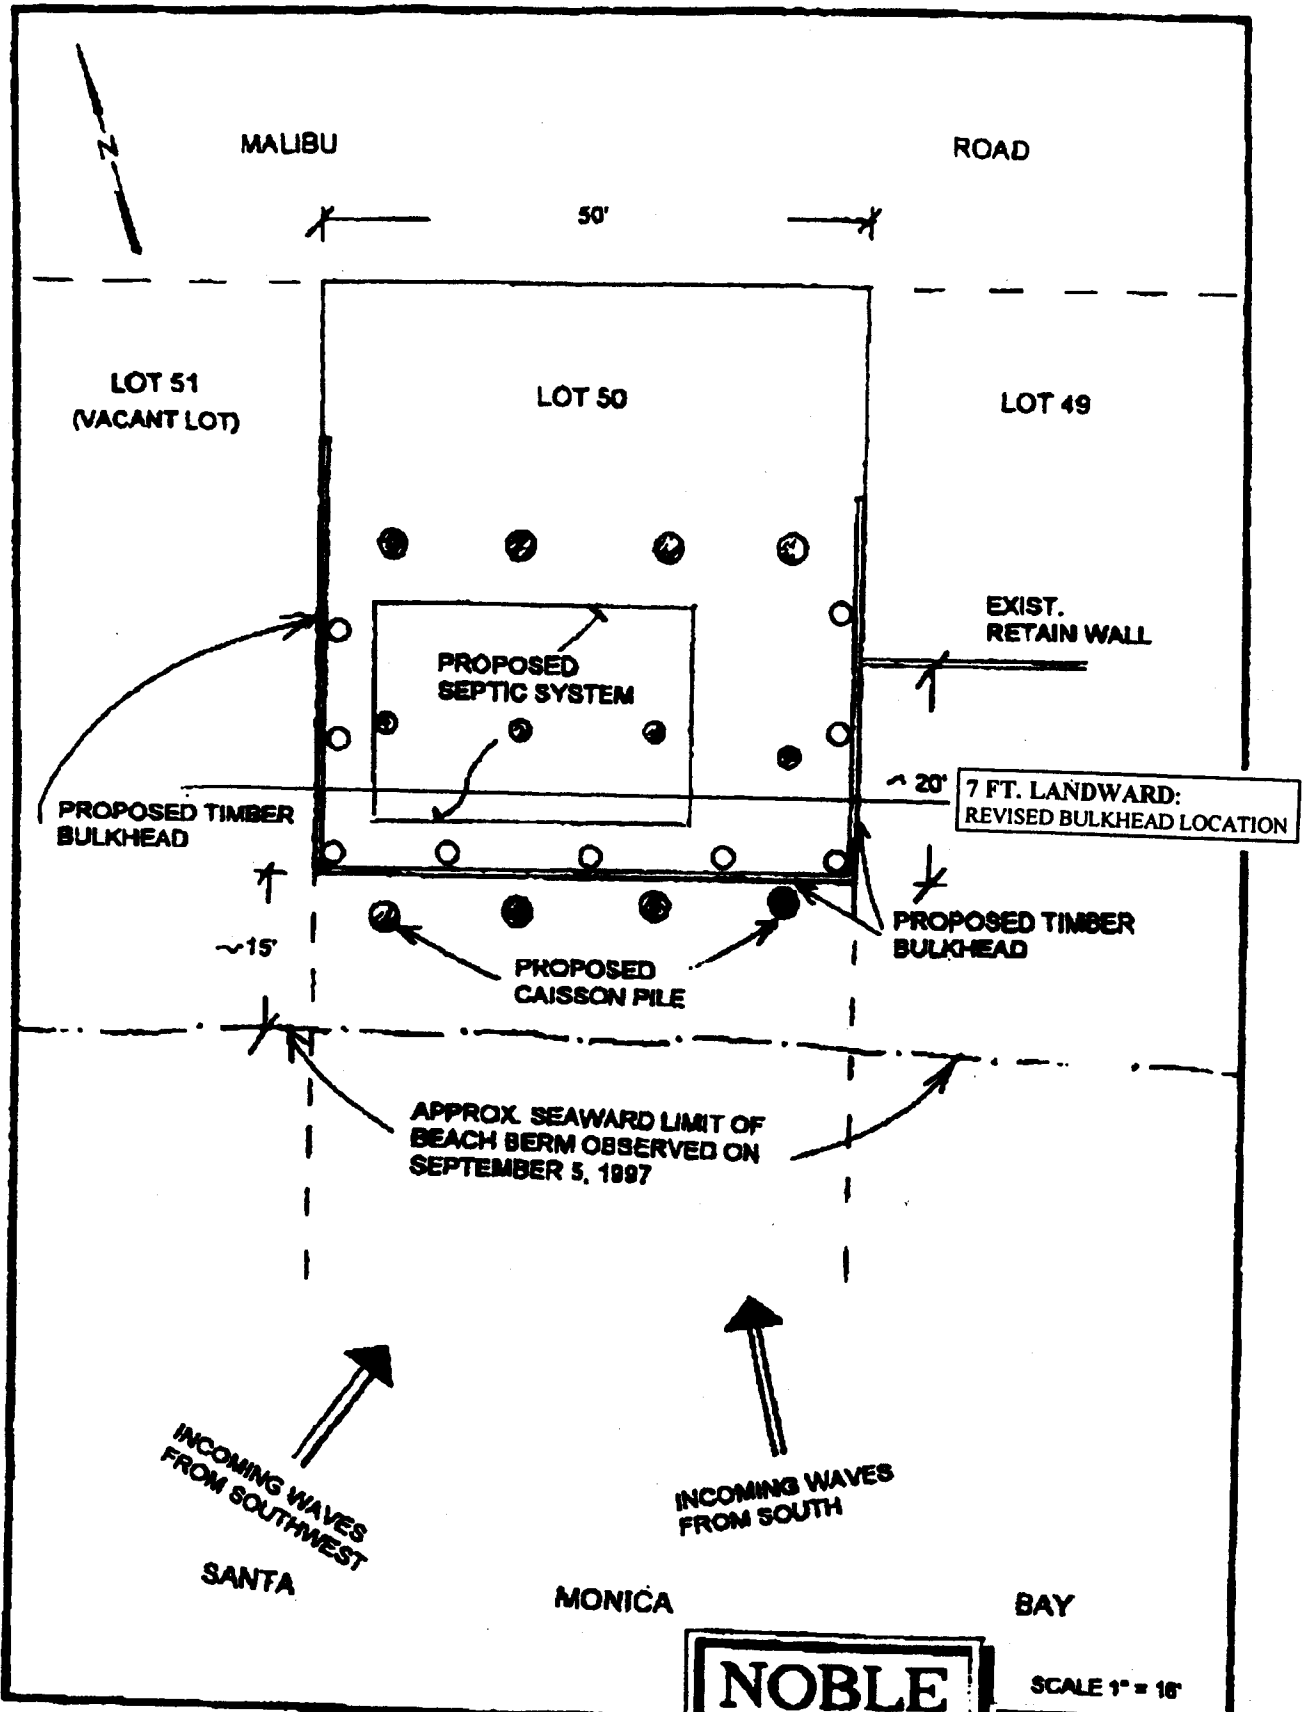 MALIBU
ROAD
N
50'
LOT 51
(VACANT LOT)
LOT 50
LOT 49
EXIST.
RETAIN WALL
PROPOSED
SEPTIC SYSTEM
~ 20'
7 FT. LANDWARD:
REVISED BULKHEAD LOCATION
PROPOSED TIMBER
BULKHEAD
PROPOSED TIMBER
BULKHEAD
~15'
PROPOSED
CAISSON PILE
APPROX. SEAWARD LIMIT OF
BEACH BERM OBSERVED ON
SEPTEMBER 5, 1997
INCOMING WAVES
FROM SOUTHWEST
INCOMING WAVES
FROM SOUTH
SANTA
MONICA
BAY
NOBLE
SCALE 1" = 16'